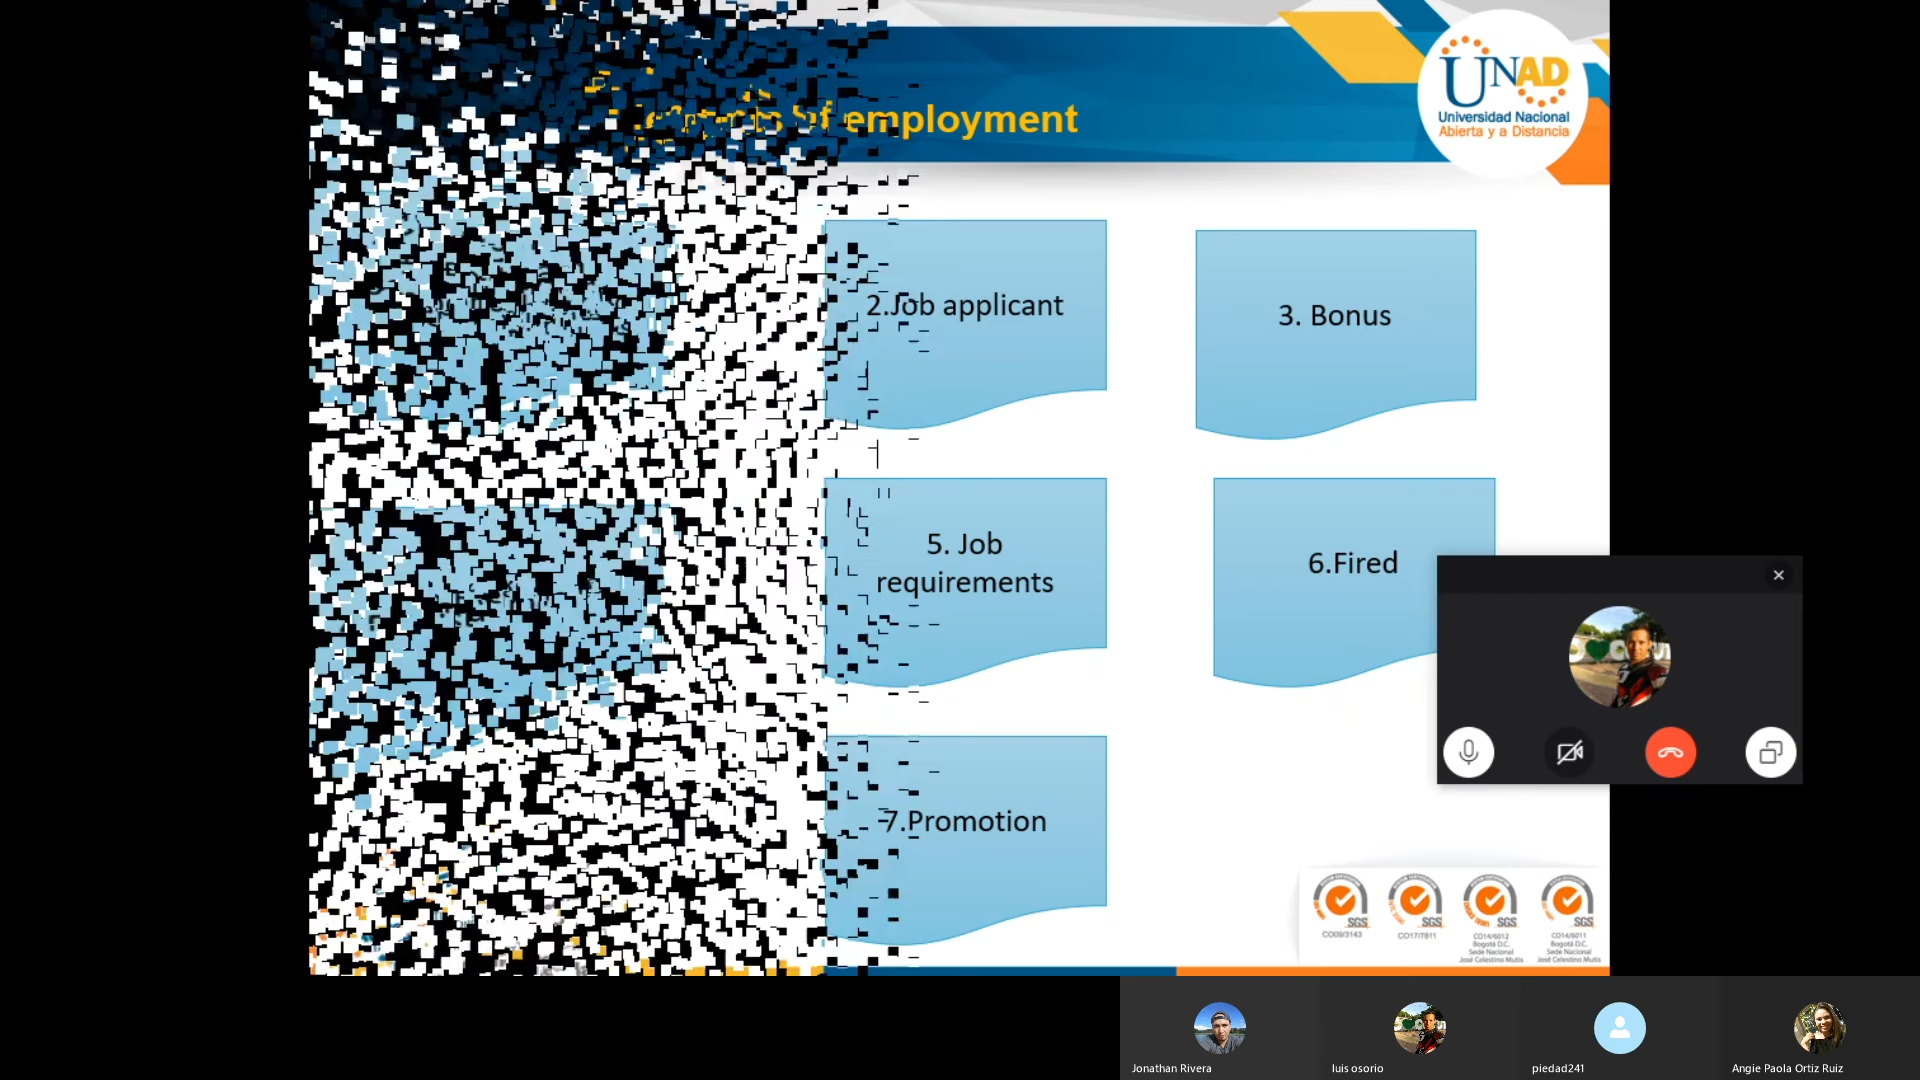 employment
UNAD
Universidad Nacional
Abierta y a Distancia
2.Job applicant
3. Bonus
5. Job
requirements
6.Fired
7.Promotion
SGS
SGS
SGS
SGS
CO09/3143
CO17/7811
CO14/6012
Bogotá D.C.
Sede Nacional
José Celestino Mutis
CO14/6011
Bogotá D.C.
Sede Nacional
José Celestino Mutis
Jonathan Rivera
luis osorio
piedad241
Angie Paola Ortiz Ruiz